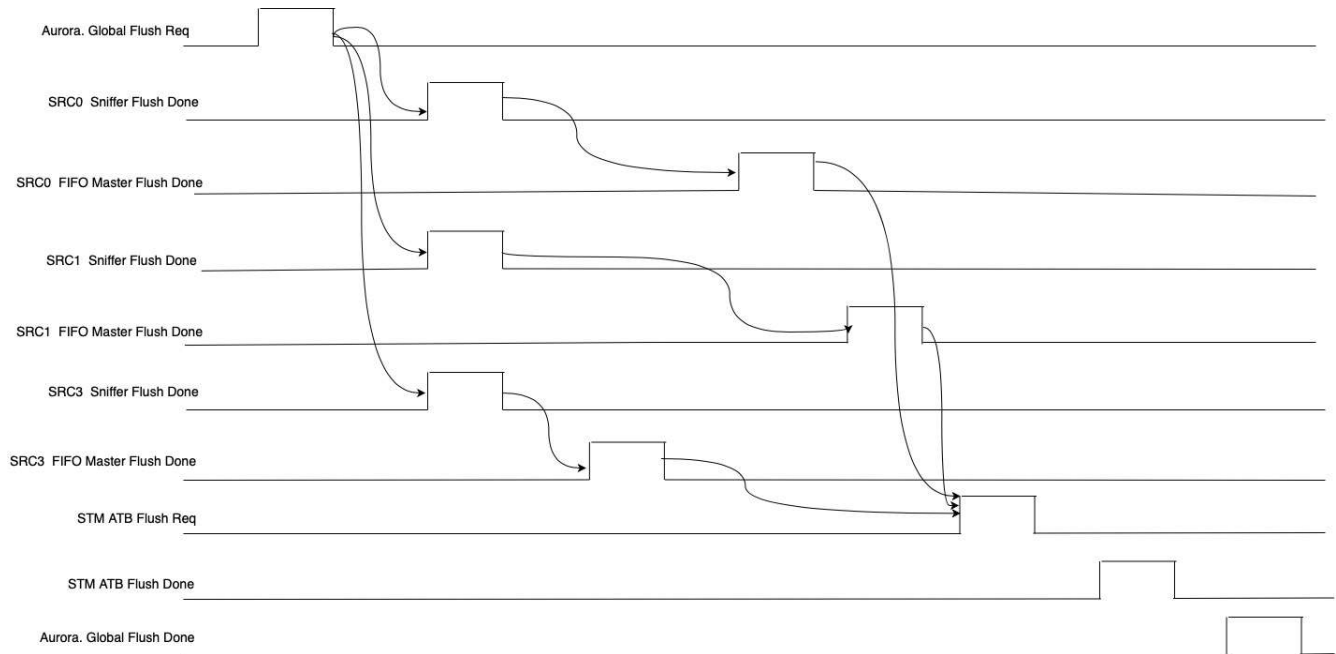 Aurora. Global Flush Req
SRC0 Sniffer Flush Done
SRC0 FIFO Master Flush Done
SRC1 Sniffer Flush Done
SRC1 FIFO Master Flush Done
SRC3 Sniffer Flush Done
SRC3 FIFO Master Flush Done
STM ATB Flush Req
STM ATB Flush Done
Aurora. Global Flush Done